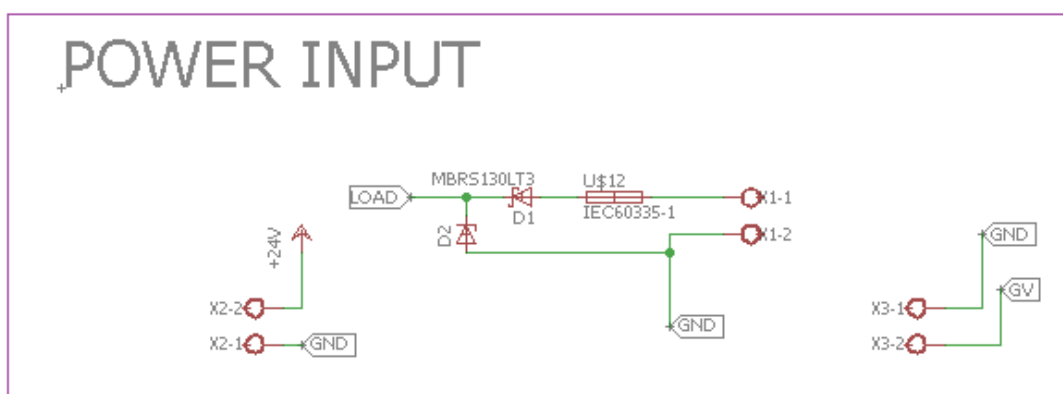 POWER INPUT
MBRS130LT3
U$12
LOAD
X1-1
D1
IEC60335-1
D2
X1-2
+24V
GND
GV
X2-2
X3-1
GND
X2-1
GND
X3-2